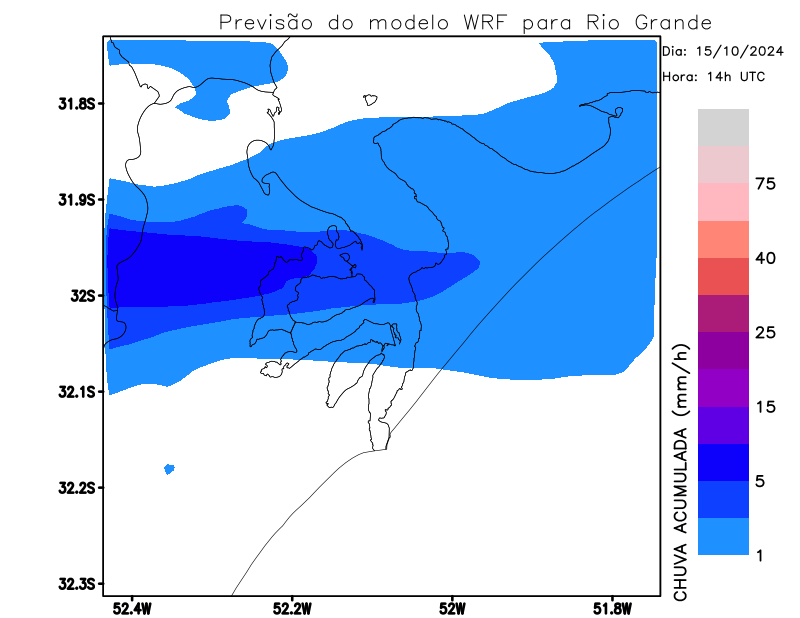 Previsão do modelo WRF para Rio Grande
Dia: 15/10/2024
Hora: 14h UTC
31.8S
31.9S
32S
32.1S
32.2S
32.3S
52.4W
52.2W
52W
51.8W
75
40
25
15
5
1
CHUVA ACUMULADA (mm/h)